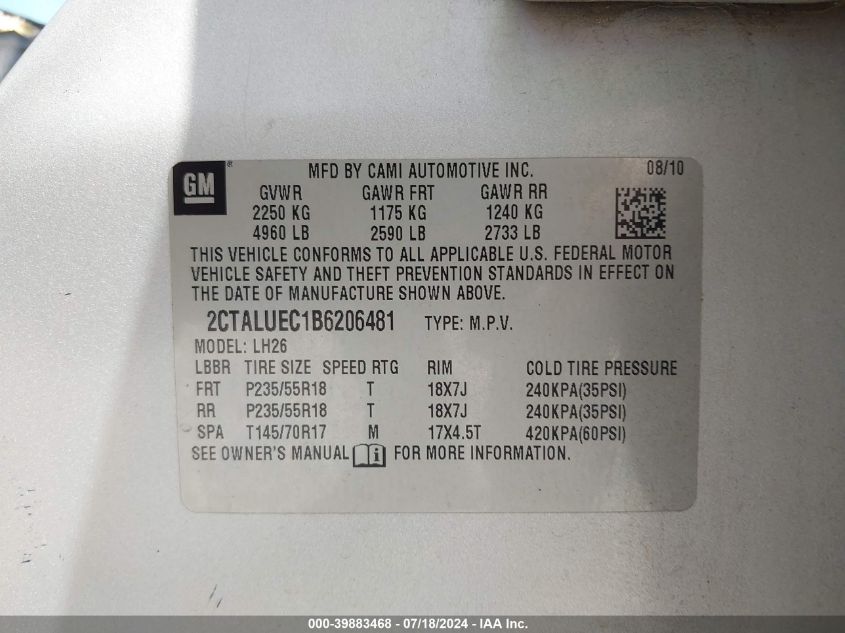 GM®
MFD BY CAMI AUTOMOTIVE INC. 08/10
GVWR GAWR FRT GAWR RR
2250 KG 1175 KG 1240 KG
4960 LB 2590 LB 2733 LB
THIS VEHICLE CONFORMS TO ALL APPLICABLE U.S. FEDERAL MOTOR
VEHICLE SAFETY AND THEFT PREVENTION STANDARDS IN EFFECT ON
THE DATE OF MANUFACTURE SHOWN ABOVE.
2CTALUEC1B6206481 TYPE: M.P.V.
MODEL: LH26
LBBR TIRE SIZE SPEED RTG RIM COLD TIRE PRESSURE
FRT P235/55R18 T 18X7J 240KPA(35PSI)
RR P235/55R18 T 18X7J 240KPA(35PSI)
SPA T145/70R17 M 17X4.5T 420KPA(60PSI)
SEE OWNER'S MANUAL i FOR MORE INFORMATION.
000-39883468 - 07/18/2024 - IAA Inc.